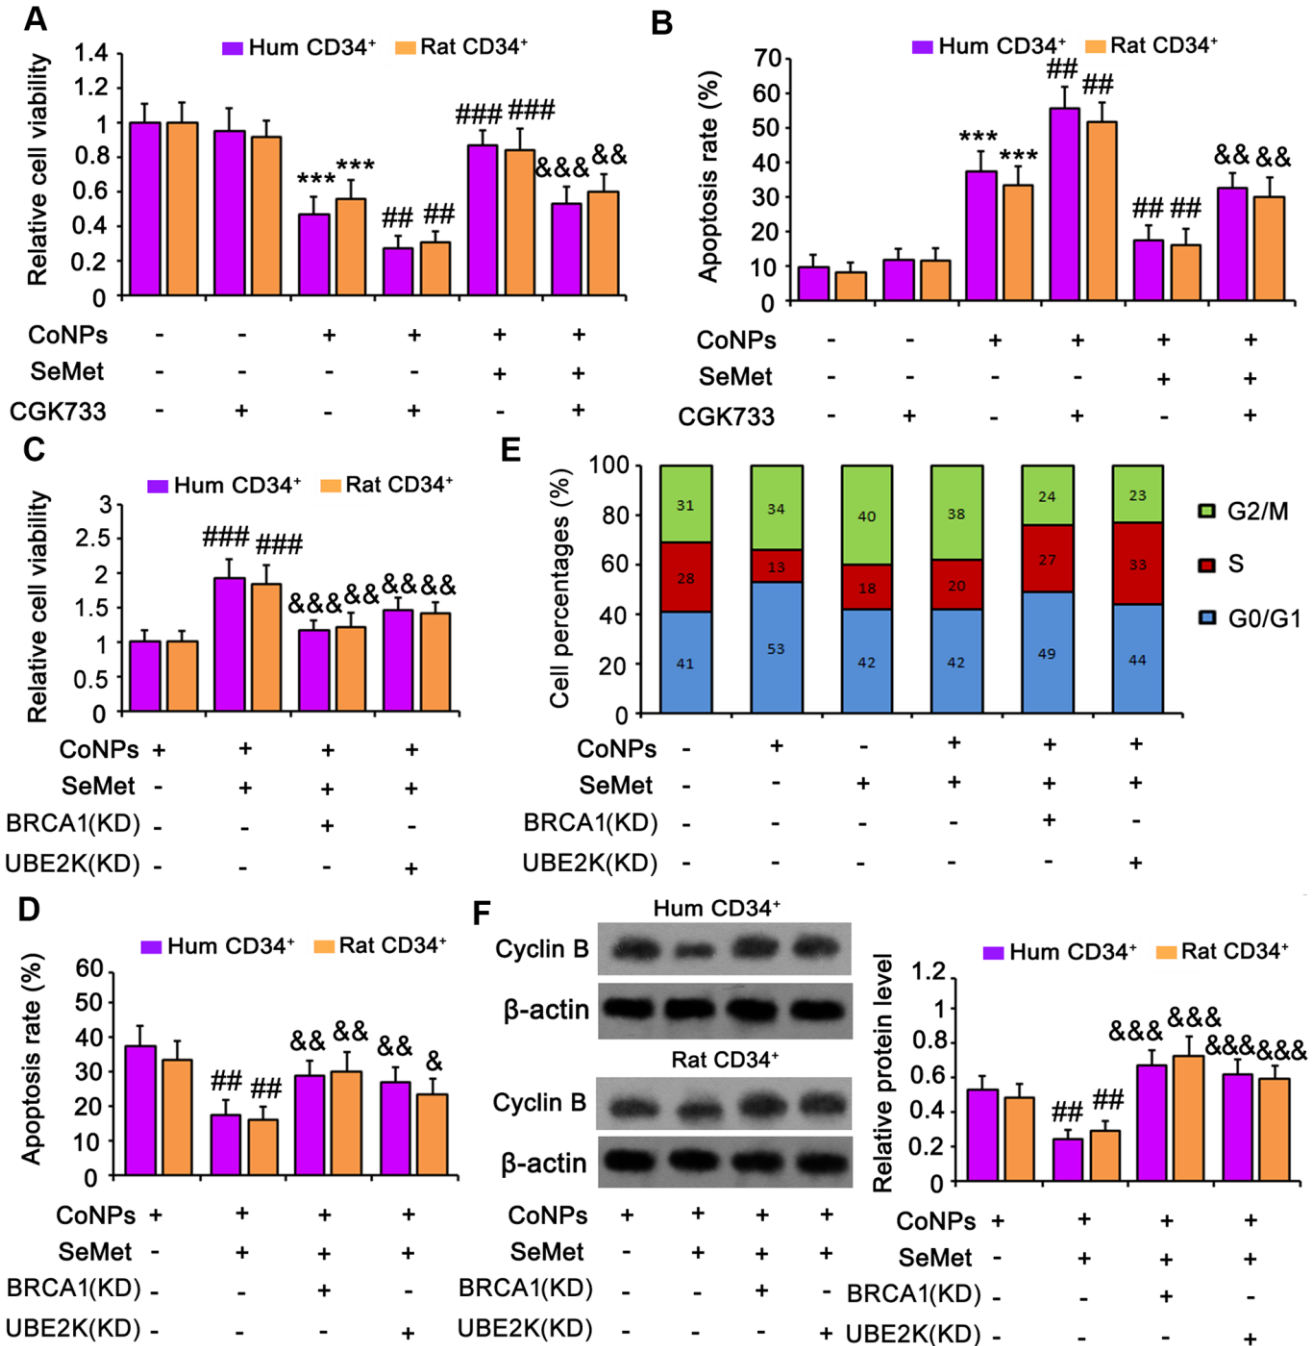 A
Hum CD34+ Rat CD34+
Relative cell viability
1.4
1.2
1
0.8
0.6
0.4
0.2
0
*** *** ## ## ### ### &&& &&
CoNPs - - + + + +
SeMet - - - - + +
CGK733 - + - + - +
B
Hum CD34+ Rat CD34+
Apoptosis rate (%)
70
60
50
40
30
20
10
0
*** *** ## ## ## ## && &&
CoNPs - - + + + +
SeMet - - - - + +
CGK733 - + - + - +
C
Hum CD34+ Rat CD34+
Relative cell viability
3
2.5
2
1.5
1
0.5
0
### ### &&& && && &&
CoNPs + + + +
SeMet - + + +
BRCA1(KD) - - + -
UBE2K(KD) - - - +
E
Cell percentages (%)
100
80
60
40
20
0
31 34 40 38 24 23
28 13 18 20 27 33
41 53 42 42 49 44
G2/M
S
G0/G1
CoNPs - + - + + +
SeMet - - + + + +
BRCA1(KD) - - - - + -
UBE2K(KD) - - - - - +
D
Hum CD34+ Rat CD34+
Apoptosis rate (%)
60
50
40
30
20
10
0
## ## && && && &
CoNPs + + + +
SeMet - + + +
BRCA1(KD) - - + -
UBE2K(KD) - - - +
F
Hum CD34+
Cyclin B
β-actin
Rat CD34+
Cyclin B
β-actin
CoNPs + + + +
SeMet - + + +
BRCA1(KD) - - + -
UBE2K(KD) - - - +
Hum CD34+ Rat CD34+
Relative protein level
1.2
1
0.8
0.6
0.4
0.2
0
## ## &&& &&& &&& &&&
CoNPs + + + +
SeMet - + + +
BRCA1(KD) - - + -
UBE2K(KD) - - - +